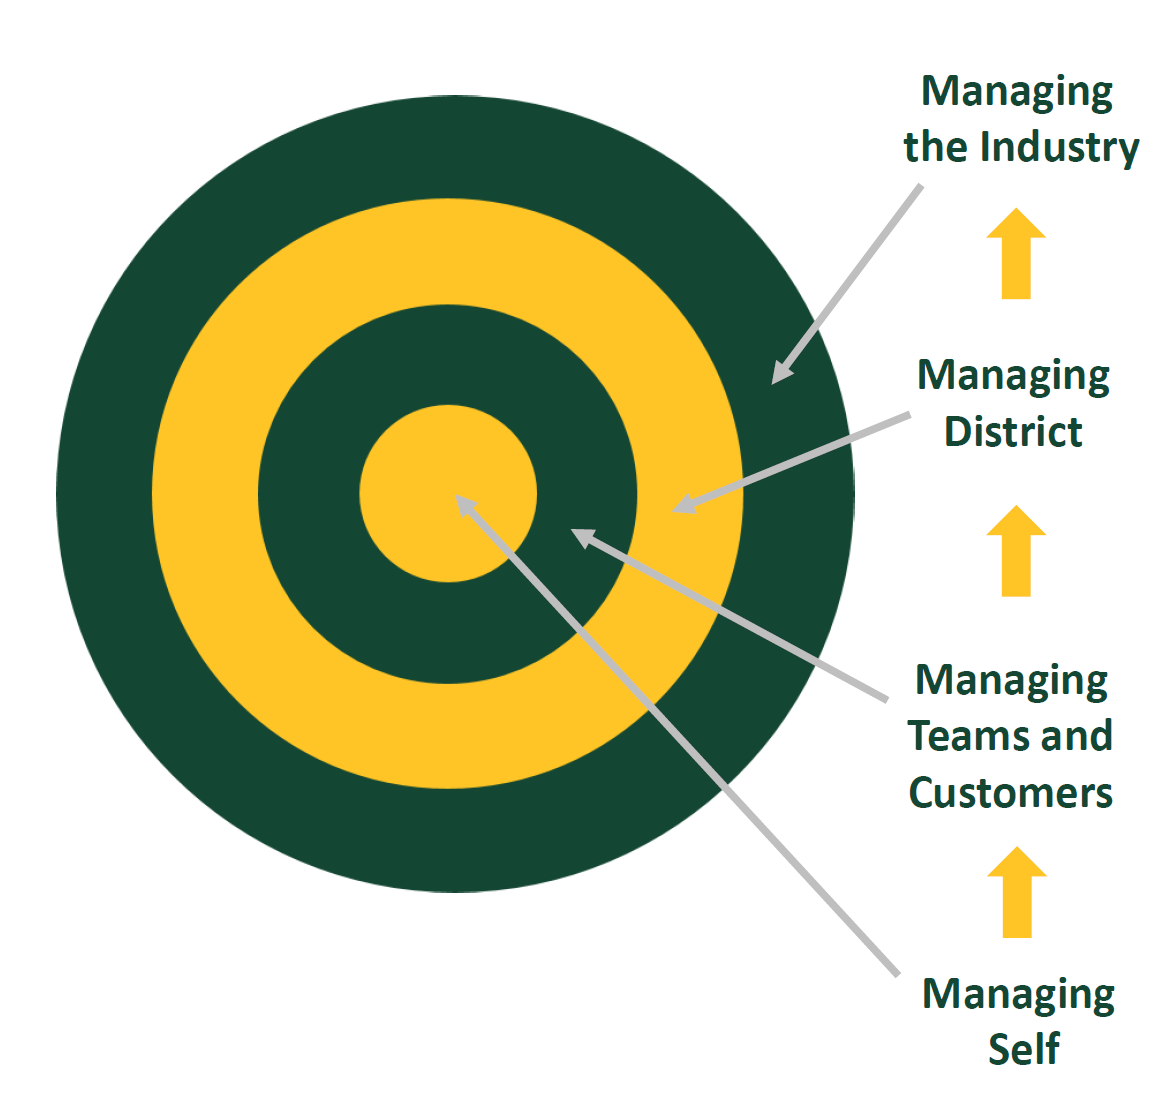 Managing
the Industry
Managing
District
Managing
Teams and
Customers
Managing
Self